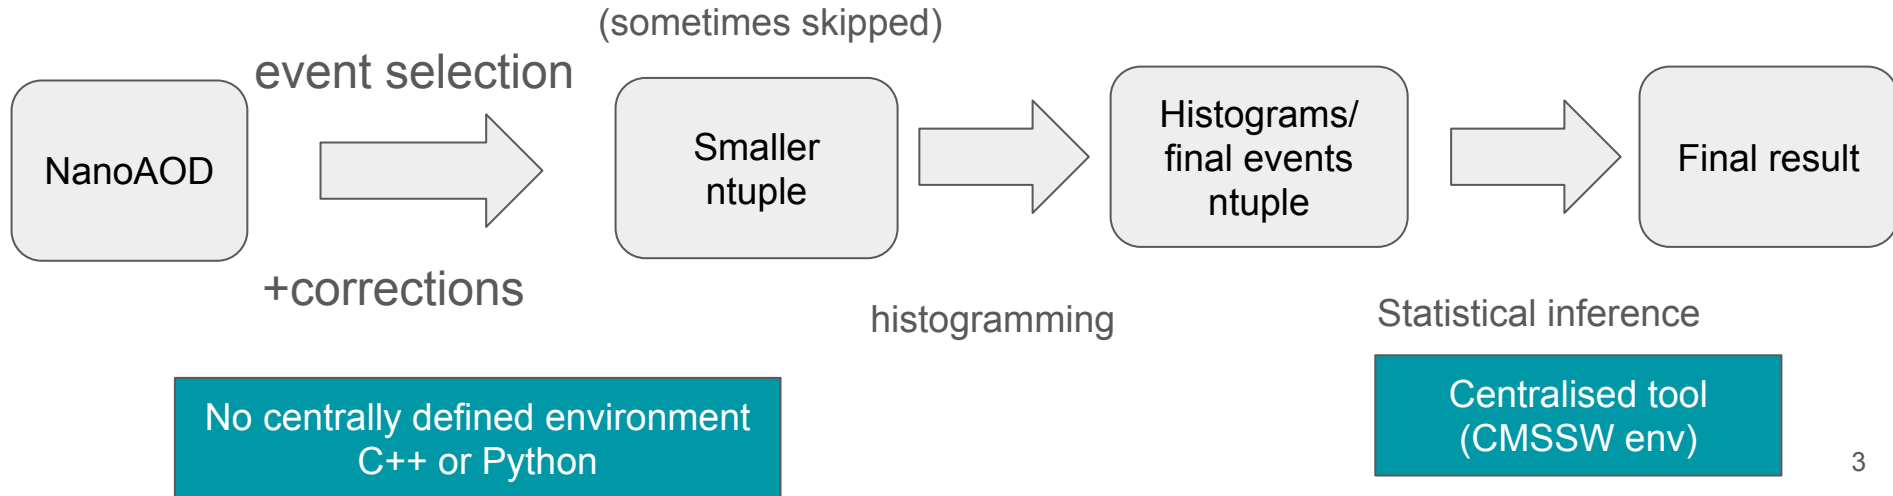 (sometimes skipped)
event selection
NanoAOD
+corrections
Smaller
ntuple
histogramming
Histograms/
final events
ntuple
Statistical inference
Final result
No centrally defined environment
C++ or Python
Centralised tool
(CMSSW env)
3